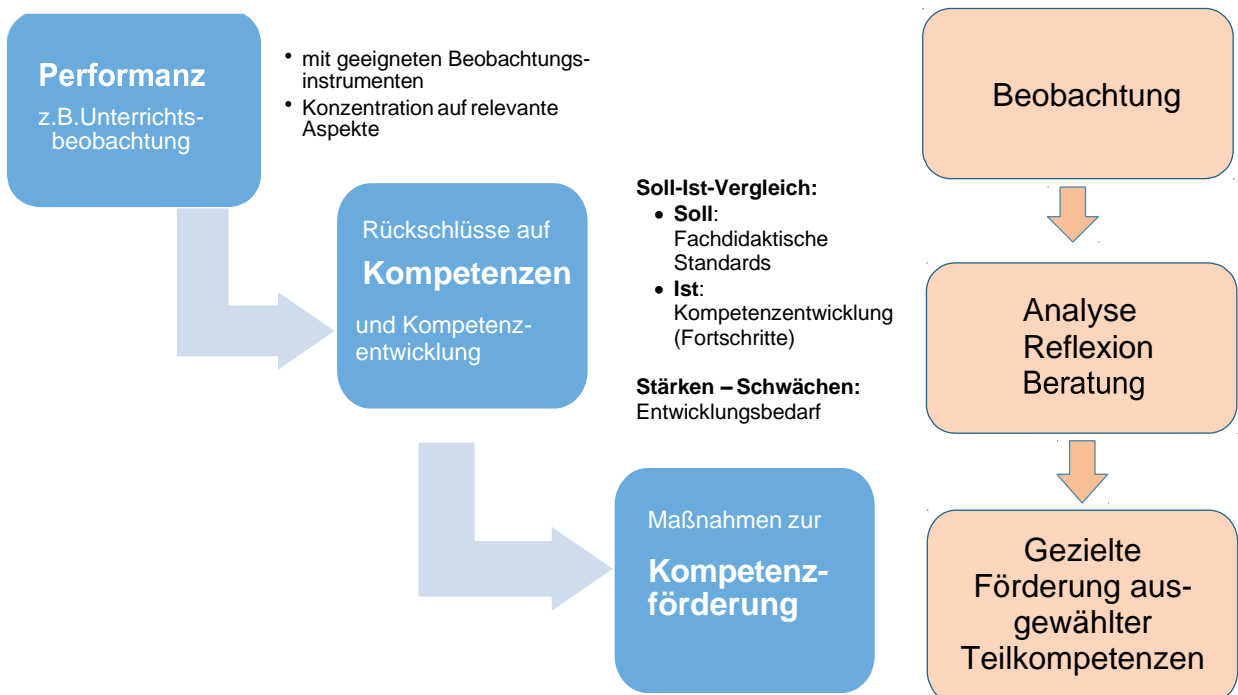 Performanz
z.B.Unterrichts-
beobachtung
• mit geeigneten Beobachtungs-
instrumenten
• Konzentration auf relevante
Aspekte
Rückschlüsse auf
Kompetenzen
und Kompetenz-
entwicklung
Soll-Ist-Vergleich:
• Soll:
Fachdidaktische
Standards
• Ist:
Kompetenzentwicklung
(Fortschritte)
Stärken – Schwächen:
Entwicklungsbedarf
Maßnahmen zur
Kompetenz-
förderung
Beobachtung
Analyse
Reflexion
Beratung
Gezielte
Förderung aus-
gewählter
Teilkompetenzen